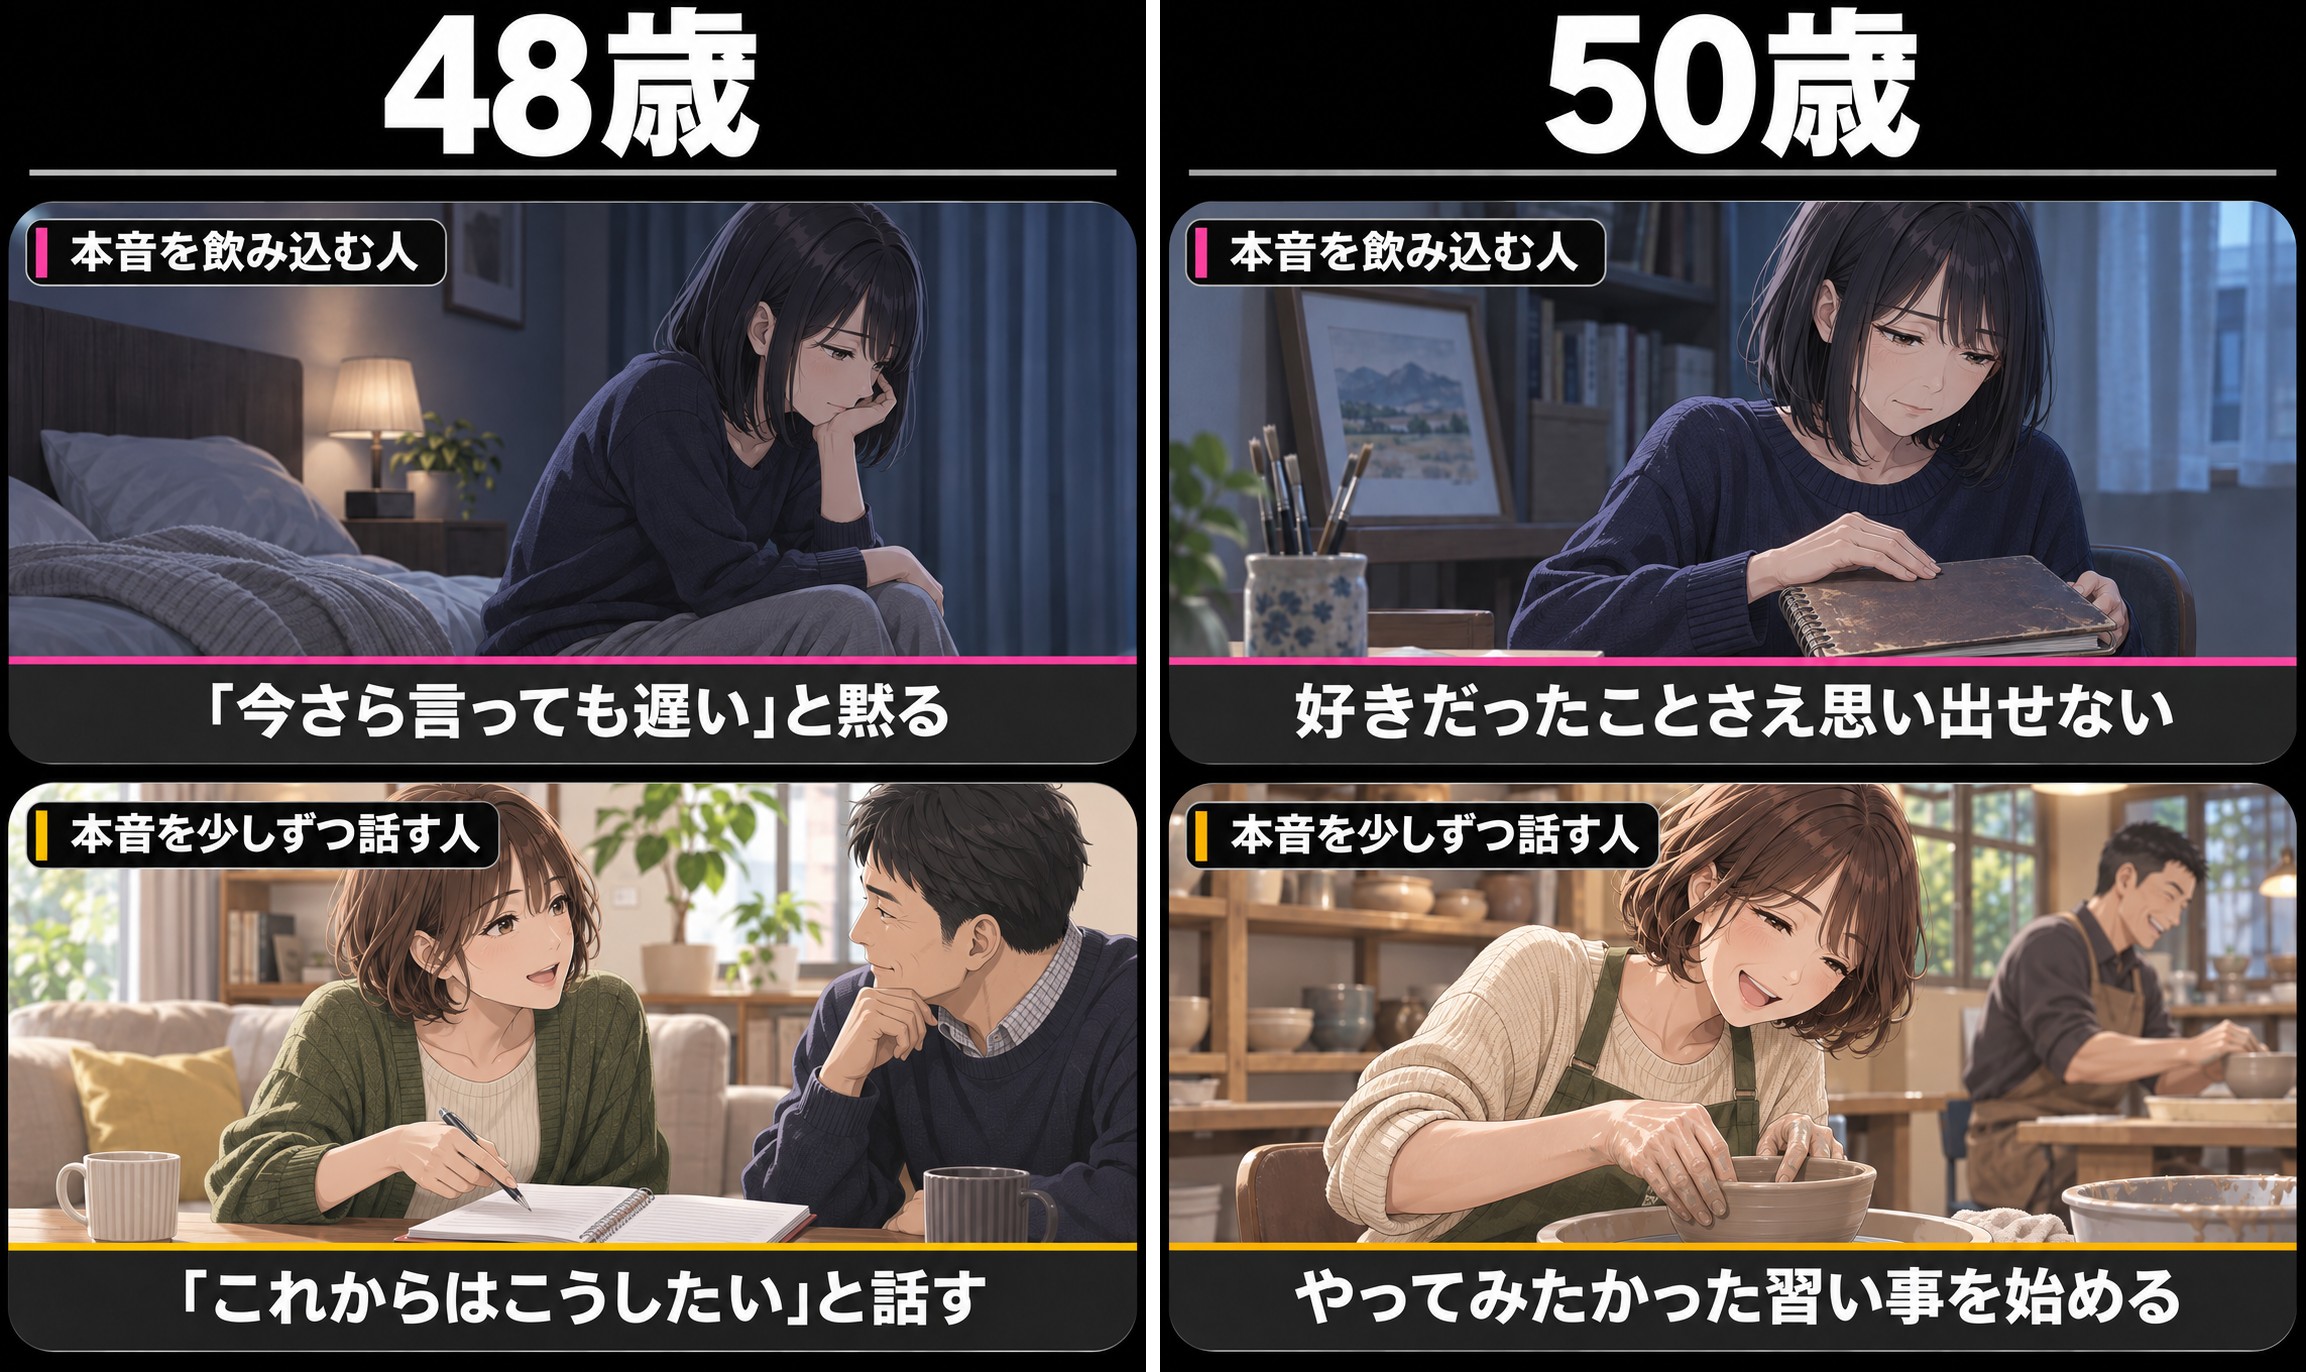 48歳
本音を飲み込む人
「今さら言っても遅い」と黙る
本音を少しずつ話す人
「これからはこうしたい」と話す
50歳
本音を飲み込む人
好きだったことさえ思い出せない
本音を少しずつ話す人
やってみたかった習い事を始める